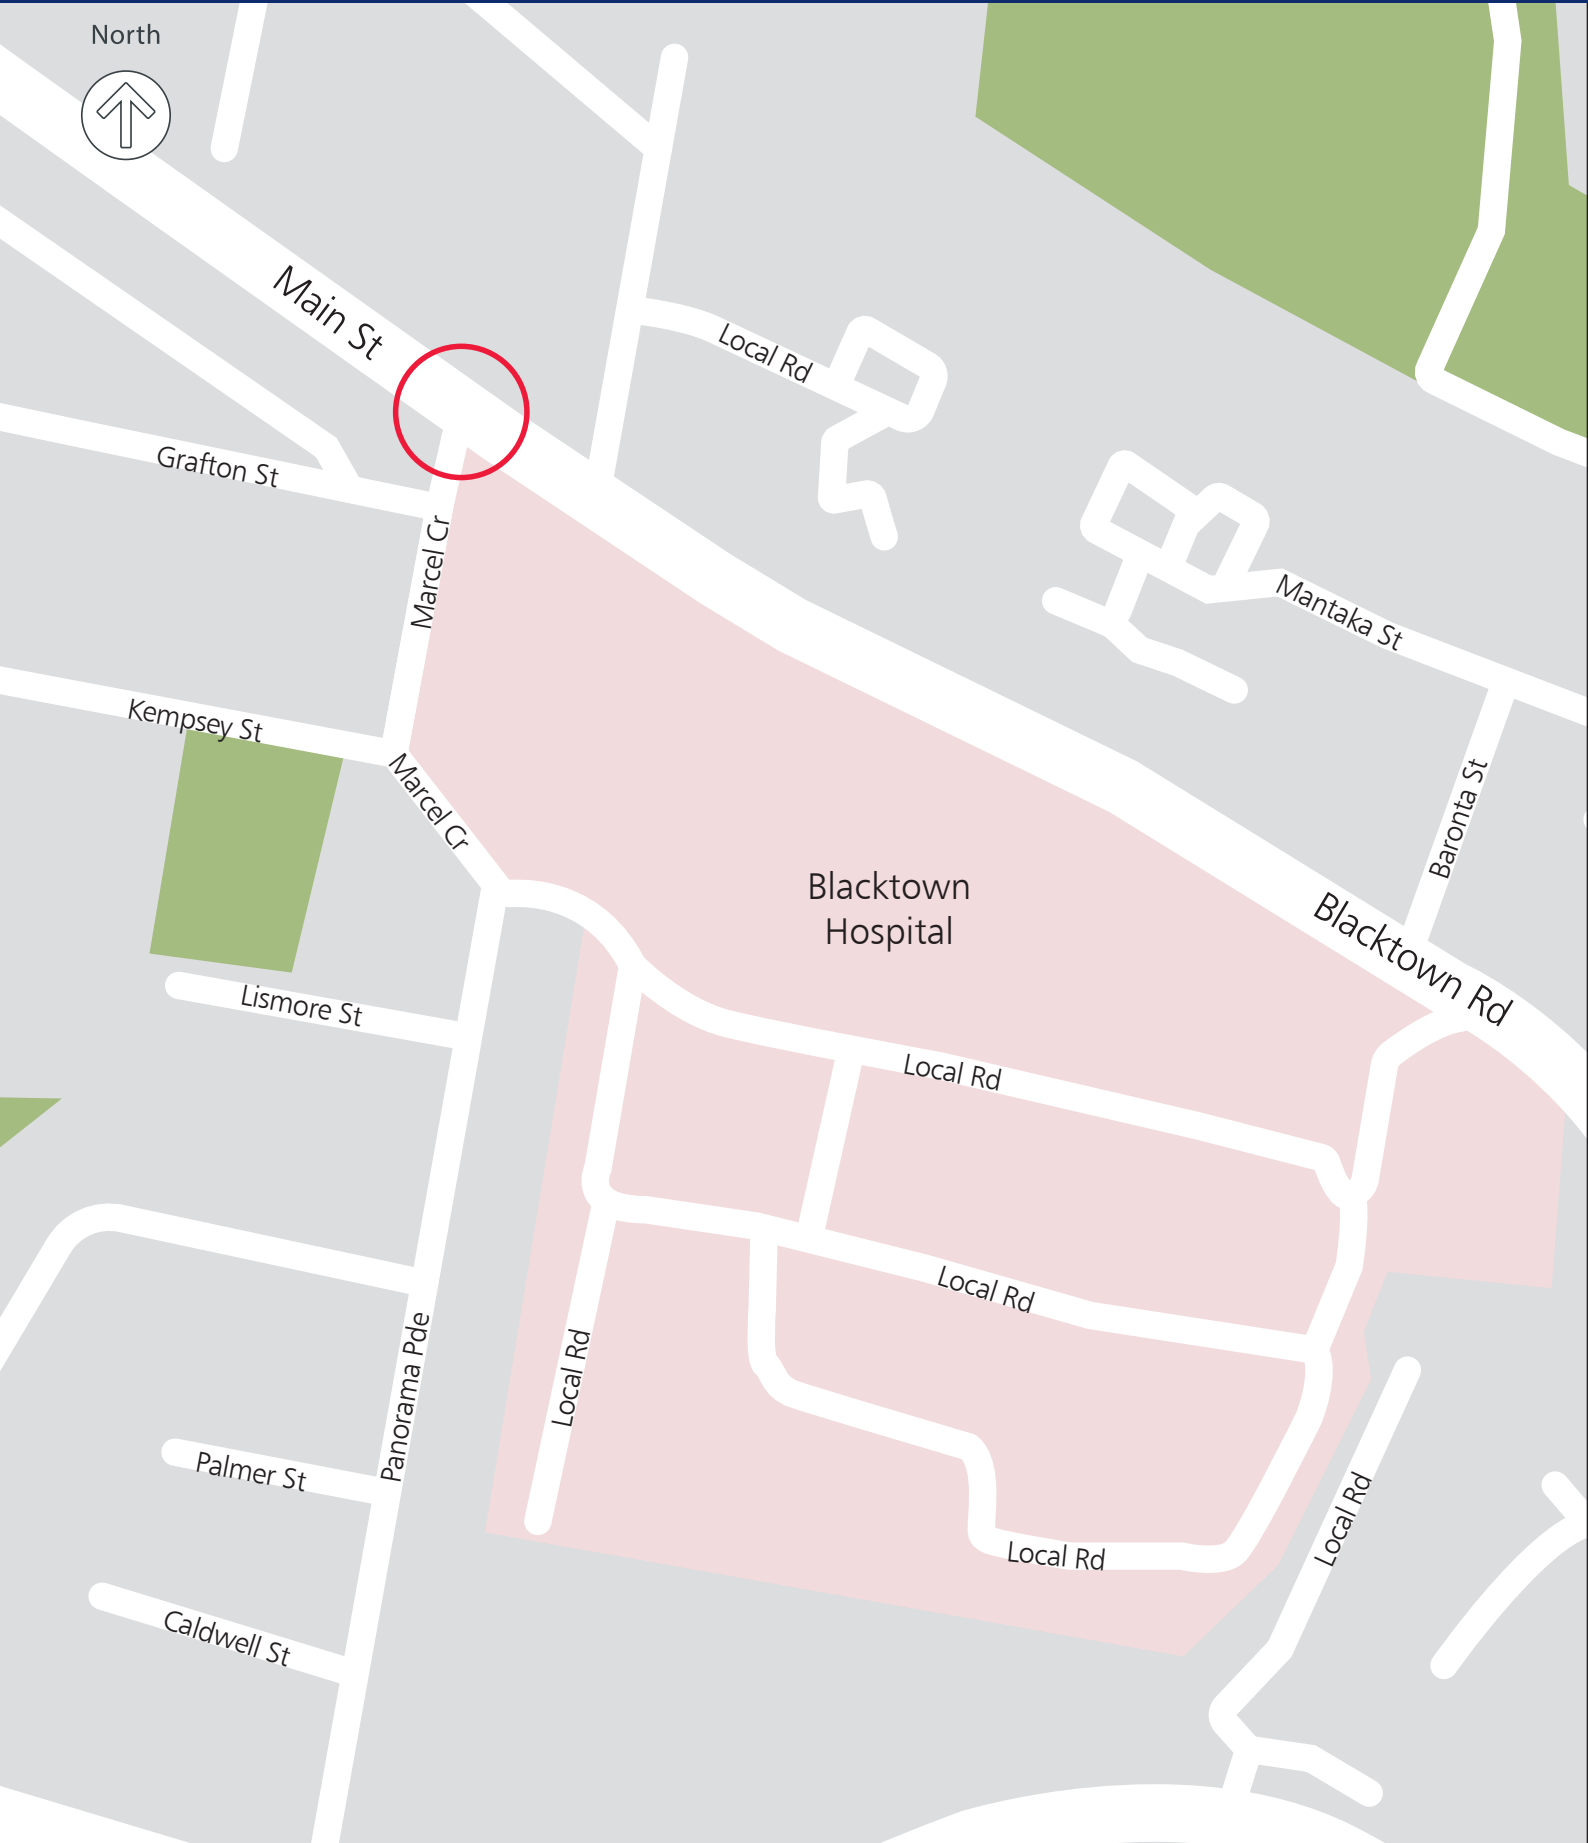 North
Main St
Local Rd
Grafton St
Marcel Cr
Mantaka St
Kempsey St
Marcel Cr
Baronta St
Blacktown
Hospital
Blacktown Rd
Lismore St
Local Rd
Local Rd
Panorama Pde
Local Rd
Palmer St
Local Rd
Local Rd
Caldwell St